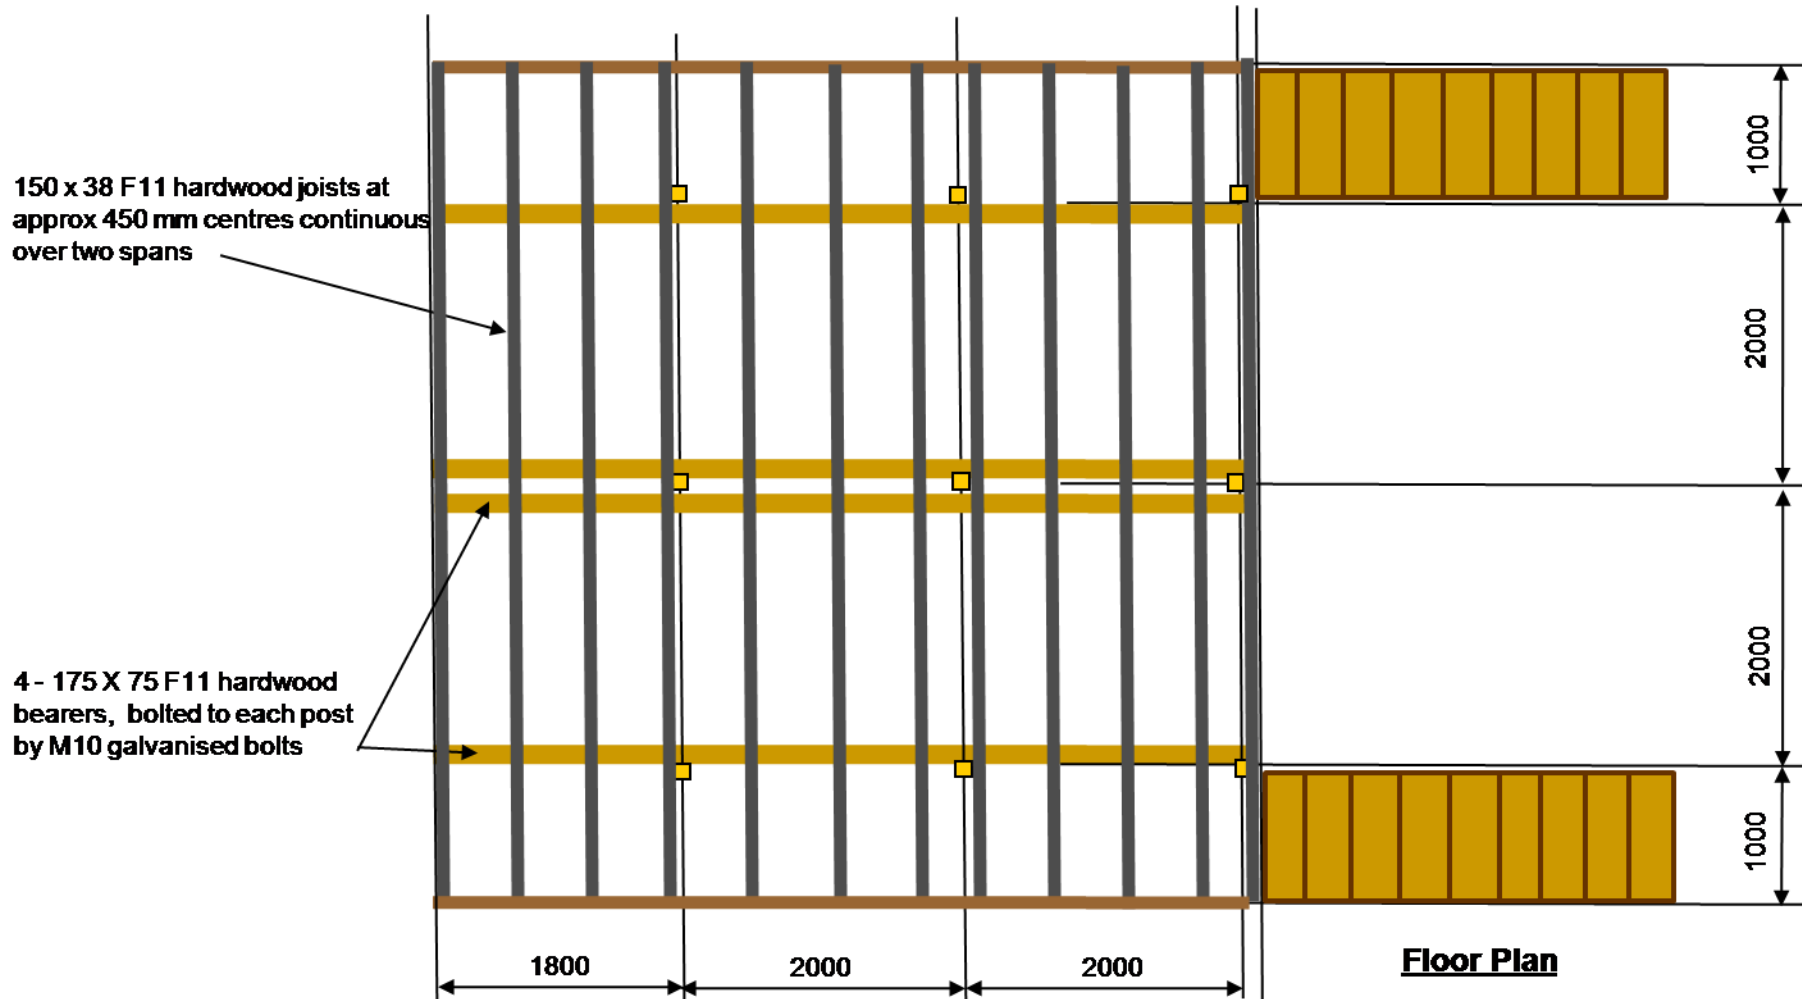 150 x 38 F11 hardwood joists at
approx 450 mm centres continuous
over two spans
4 - 175 X 75 F11 hardwood
bearers, bolted to each post
by M10 galvanised bolts
1000
2000
2000
1000
1800
2000
2000
Floor Plan